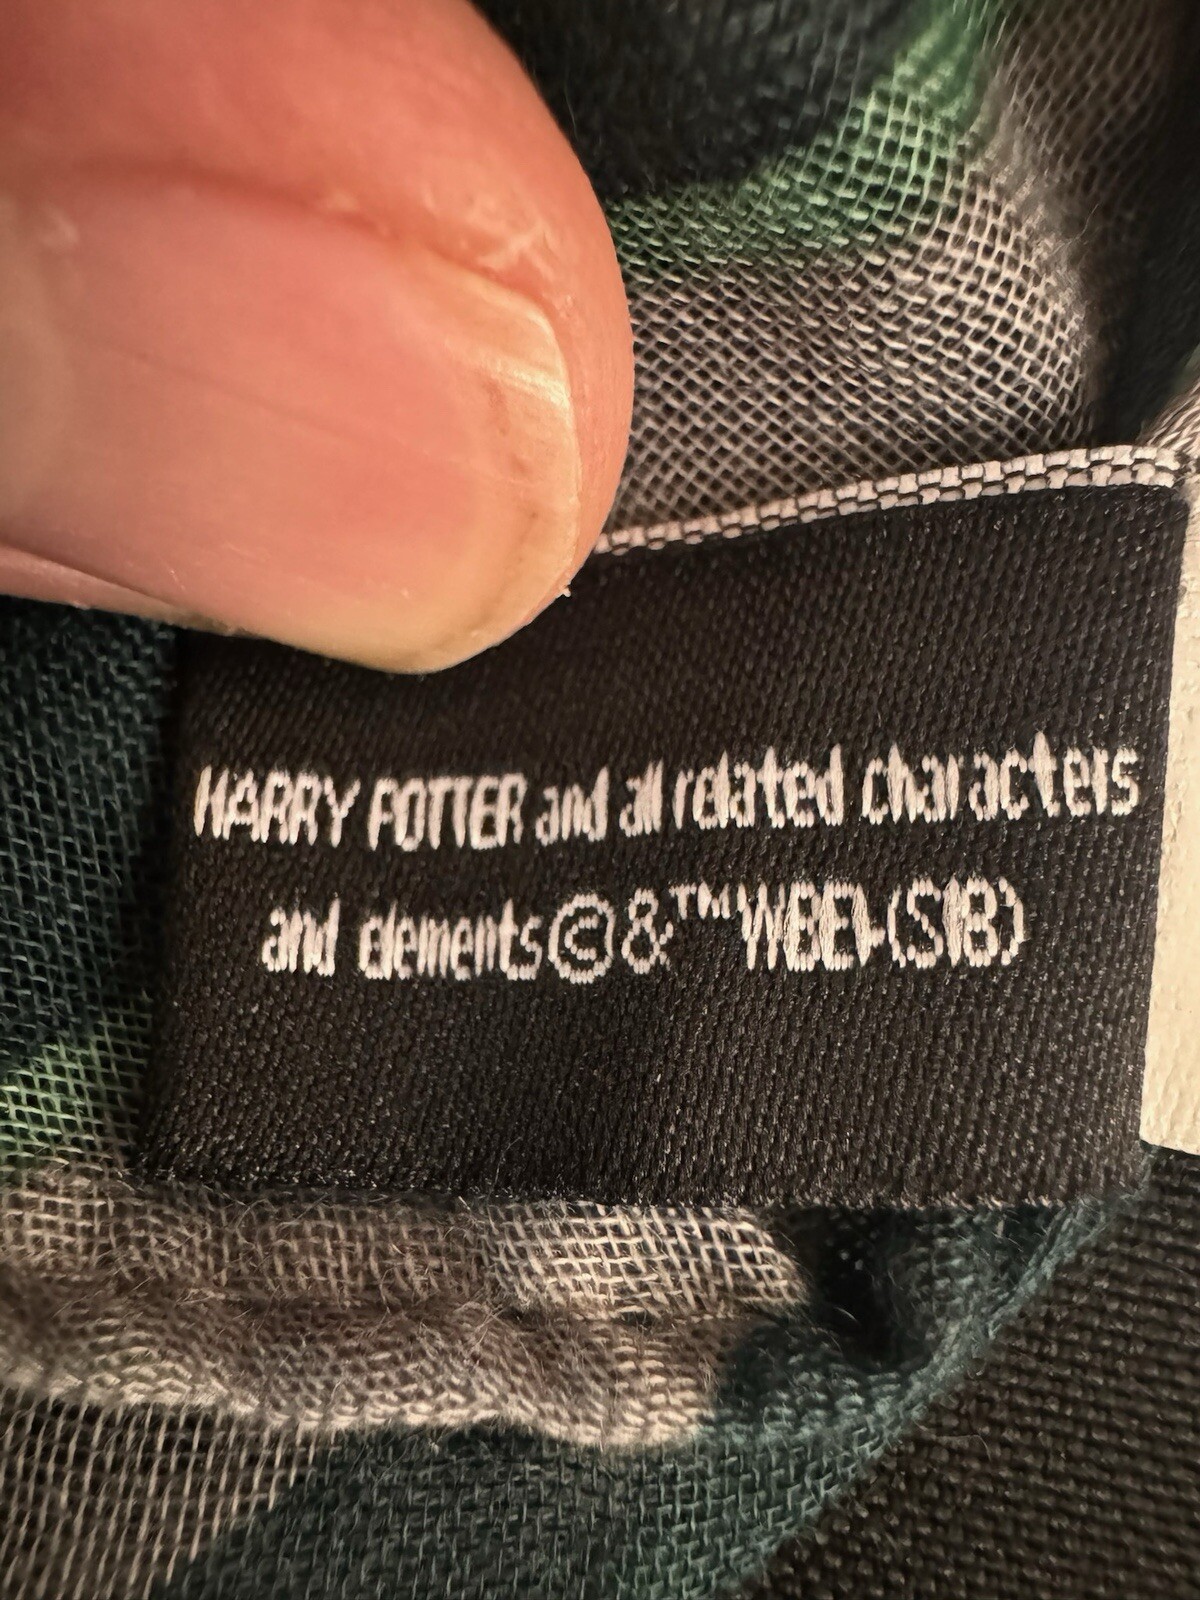 HARRY POTTER and all related characters
and elements © & ™ WBEI. (S18)